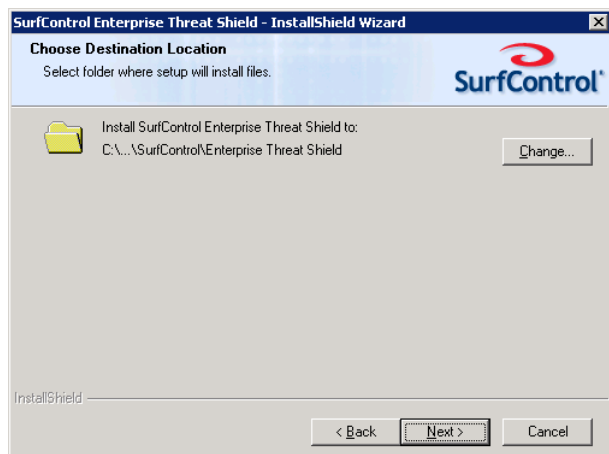 SurfControl Enterprise Threat Shield - InstallShield Wizard
Choose Destination Location
Select folder where setup will install files.
SurfControl
Install SurfControl Enterprise Threat Shield to:
C:\...\SurfControl\Enterprise Threat Shield
Change...
InstallShield
< Back
Next >
Cancel